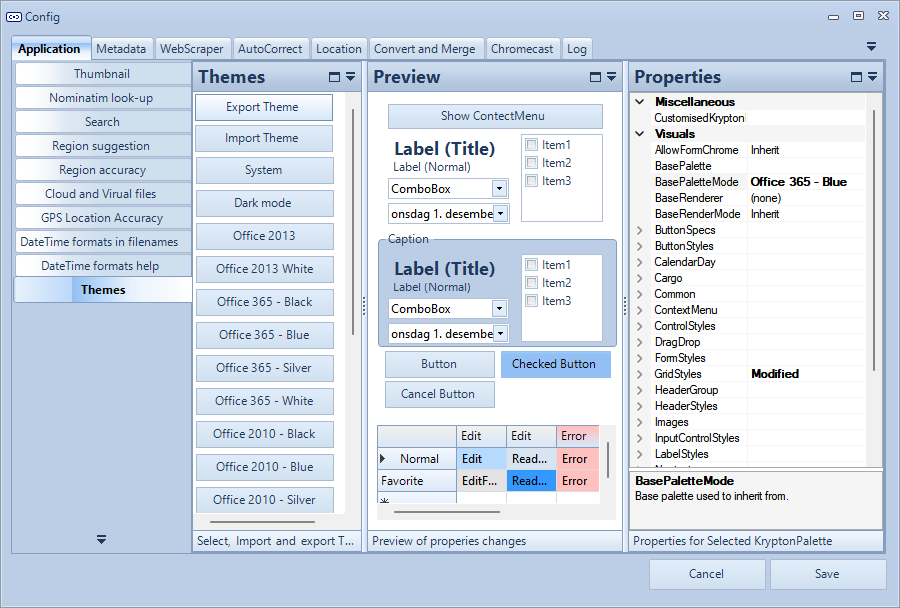 Config
Application Metadata WebScraper AutoCorrect Location Convert and Merge Chromecast Log
Thumbnail
Nominatim look-up
Search
Region suggestion
Region accuracy
Cloud and Virual files
GPS Location Accuracy
DateTime formats in filenames
DateTime formats help
Themes
Themes
Export Theme
Import Theme
System
Dark mode
Office 2013
Office 2013 White
Office 365 - Black
Office 365 - Blue
Office 365 - Silver
Office 365 - White
Office 2010 - Black
Office 2010 - Blue
Office 2010 - Silver
Select, Import and export T...
Preview
Show ContectMenu
Label (Title)
Label (Normal)
ComboBox
onsdag 1. desembe
Item1
Item2
Item3
Caption
Label (Title)
Label (Normal)
ComboBox
onsdag 1. desembe
Item1
Item2
Item3
Button Checked Button
Cancel Button
Edit Edit Error
Normal Edit Read... Error
Favorite EditF... Read... Error
Preview of properies changes
Properties
Miscellaneous
CustomisedKrypton
Visuals
AllowFormChrome Inherit
BasePalette
BasePaletteMode Office 365 - Blue
BaseRenderer (none)
BaseRenderMode Inherit
ButtonSpecs
ButtonStyles
CalendarDay
Cargo
Common
ContextMenu
ControlStyles
DragDrop
FormStyles
GridStyles Modified
HeaderGroup
HeaderStyles
Images
InputControlStyles
LabelStyles
BasePaletteMode
Base palette used to inherit from.
Properties for Selected KryptonPalette
Cancel Save